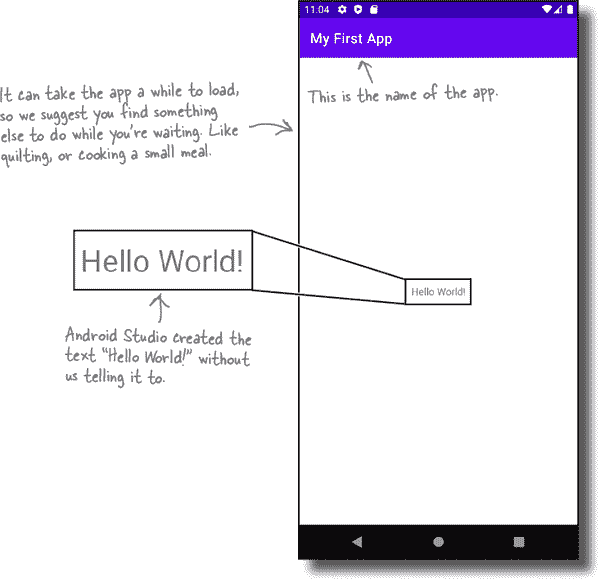 11.04
My First App
This is the name of the app.
It can take the app a while to load,
so we suggest you find something
else to do while you're waiting. Like
quilting, or cooking a small meal.
Hello World!
Hello World!
Android Studio created the
text "Hello World!" without
us telling it to.